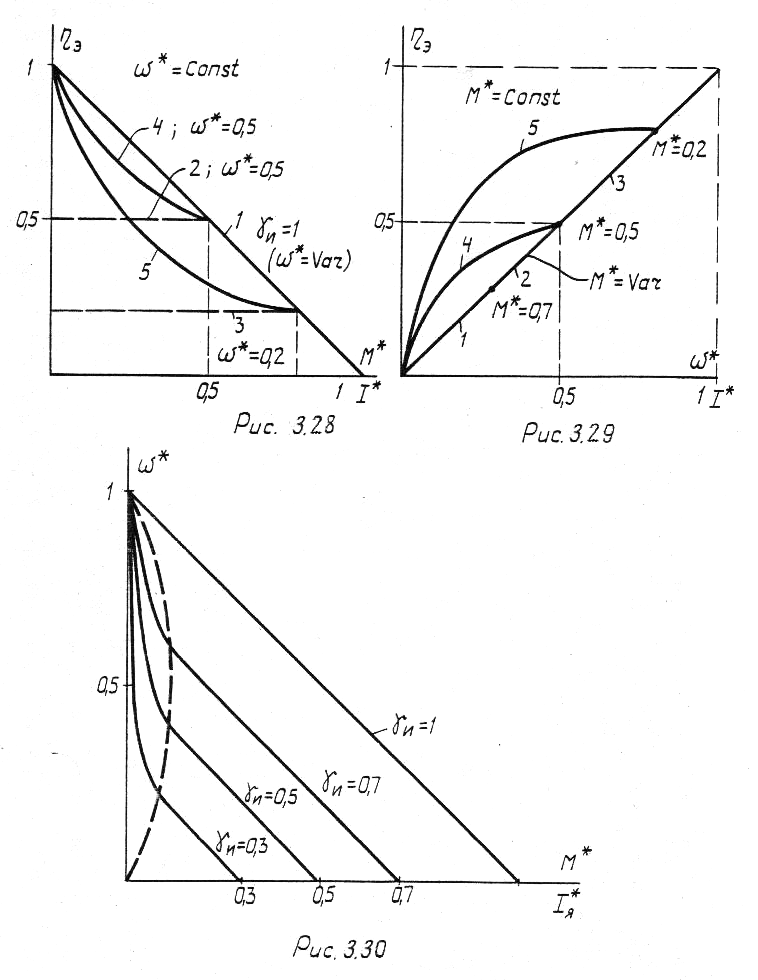 ηэ
1
ω* = Const
4 ; ω* = 0,5
2 ; ω* = 0,5
0,5
1
γи = 1
(ω* = Var)
5
3
ω* = 0,2
M*
0,5
1 I*
Рис. 3.28
ηэ
1
M* = Const
5
M* = 0,2
3
0,5
M* = 0,5
4
2
M* = Var
M* = 0,7
1
ω*
0,5
1 I*
Рис. 3.29
ω*
1
0,5
γи = 1
γи = 0,7
γи = 0,5
γи = 0,3
M*
0,3
0,5
0,7
Iя*
Рис. 3.30